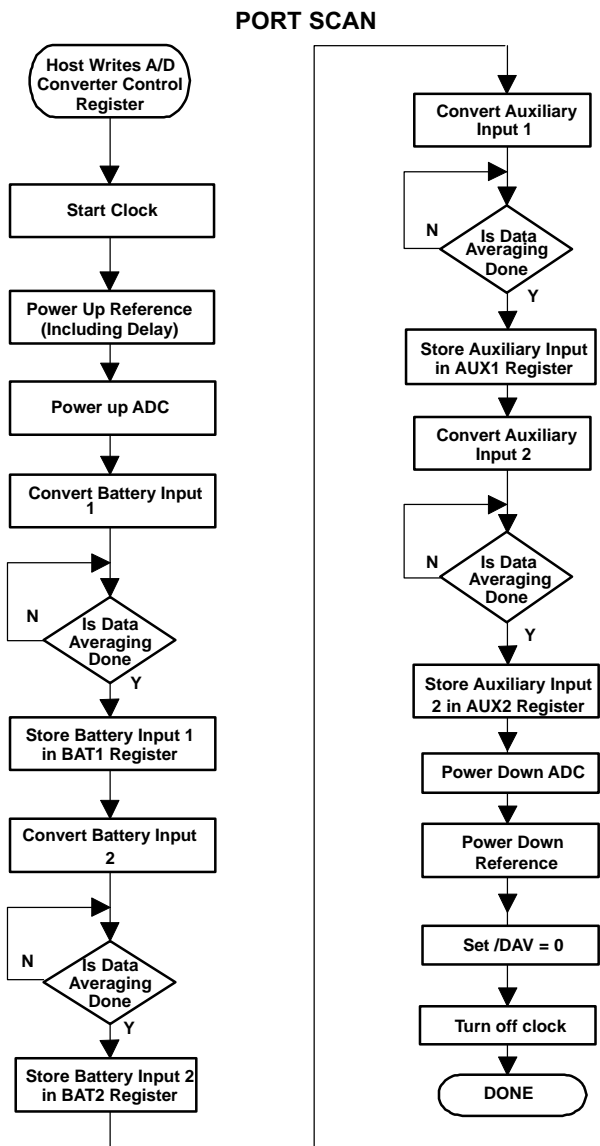 PORT SCAN
Host Writes A/D
Converter Control
Register
Start Clock
Power Up Reference
(Including Delay)
Power up ADC
Convert Battery Input
1
Is Data
Averaging
Done
N
Y
Store Battery Input 1
in BAT1 Register
Convert Battery Input
2
Is Data
Averaging
Done
N
Y
Store Battery Input 2
in BAT2 Register
Convert Auxiliary
Input 1
Is Data
Averaging
Done
N
Y
Store Auxiliary Input
in AUX1 Register
Convert Auxiliary
Input 2
Is Data
Averaging
Done
N
Y
Store Auxiliary Input
2 in AUX2 Register
Power Down ADC
Power Down
Reference
Set /DAV = 0
Turn off clock
DONE